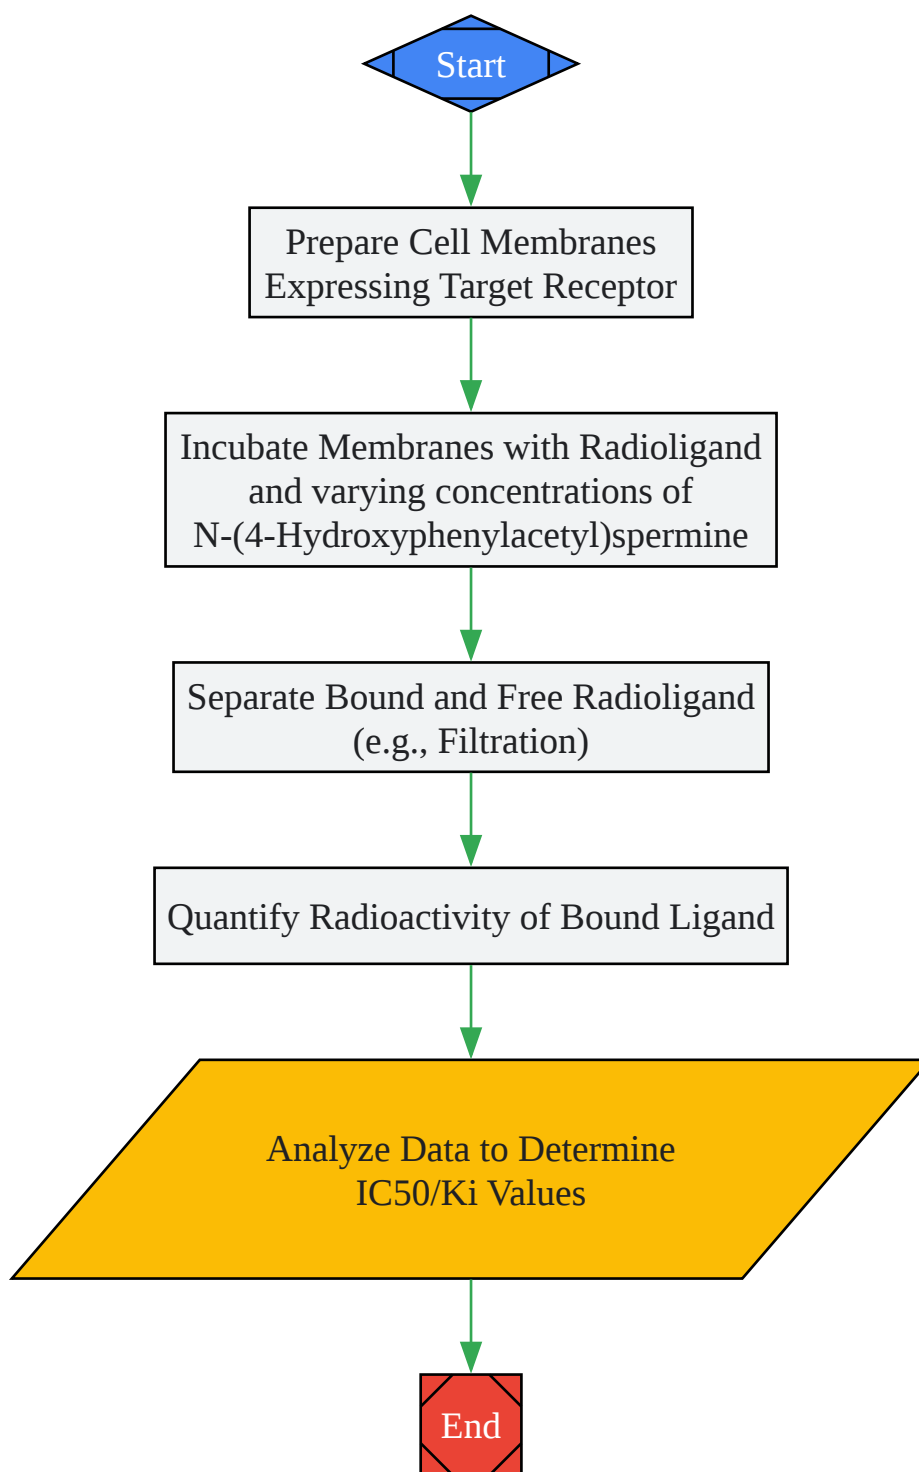 Start
Prepare Cell Membranes
Expressing Target Receptor
Incubate Membranes with Radioligand
and varying concentrations of
N-(4-Hydroxyphenylacetyl)spermine
Separate Bound and Free Radioligand
(e.g., Filtration)
Quantify Radioactivity of Bound Ligand
Analyze Data to Determine
IC50/Ki Values
End